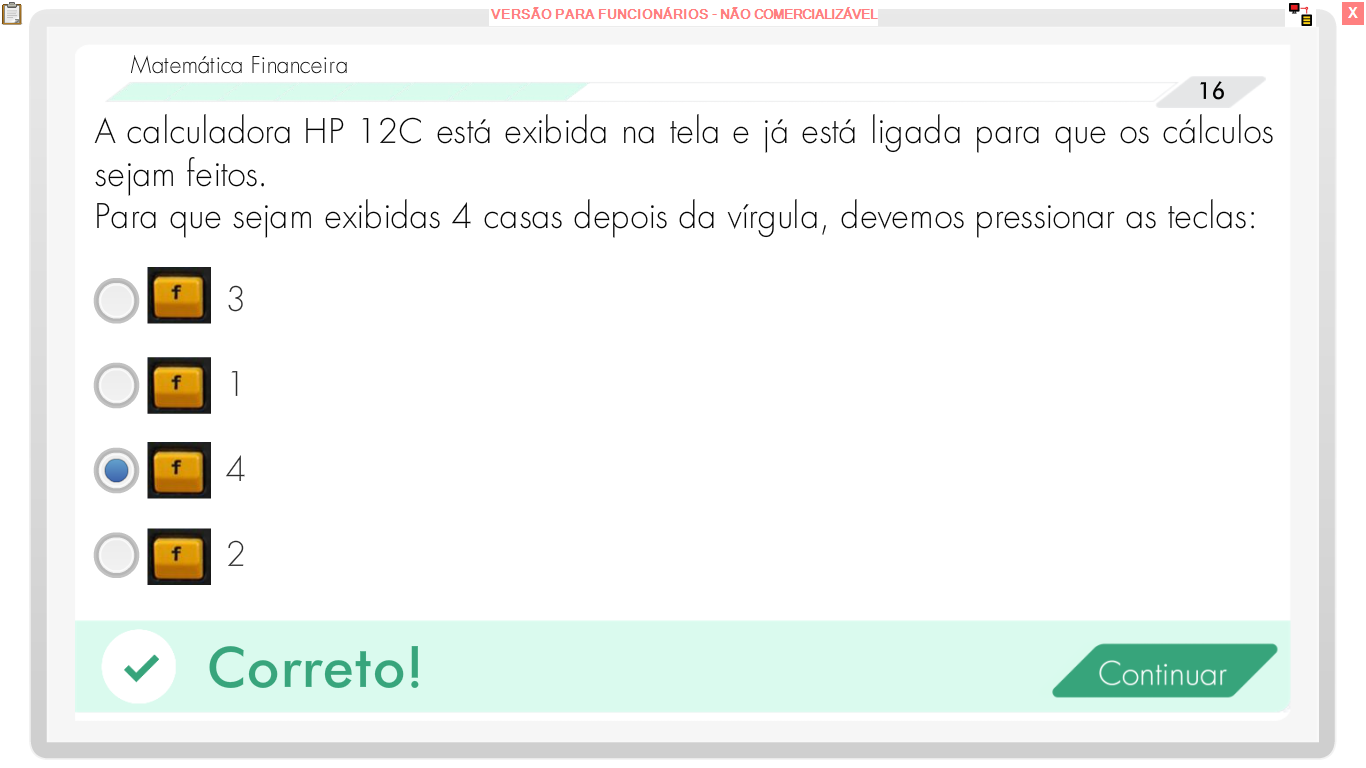 VERSÃO PARA FUNCIONÁRIOS - NÃO COMERCIALIZÁVEL
X
Matemática Financeira
16
A calculadora HP 12C está exibida na tela e já está ligada para que os cálculos
sejam feitos.
Para que sejam exibidas 4 casas depois da vírgula, devemos pressionar as teclas:
f 3
f 1
f 4
f 2
Correto!
Continuar